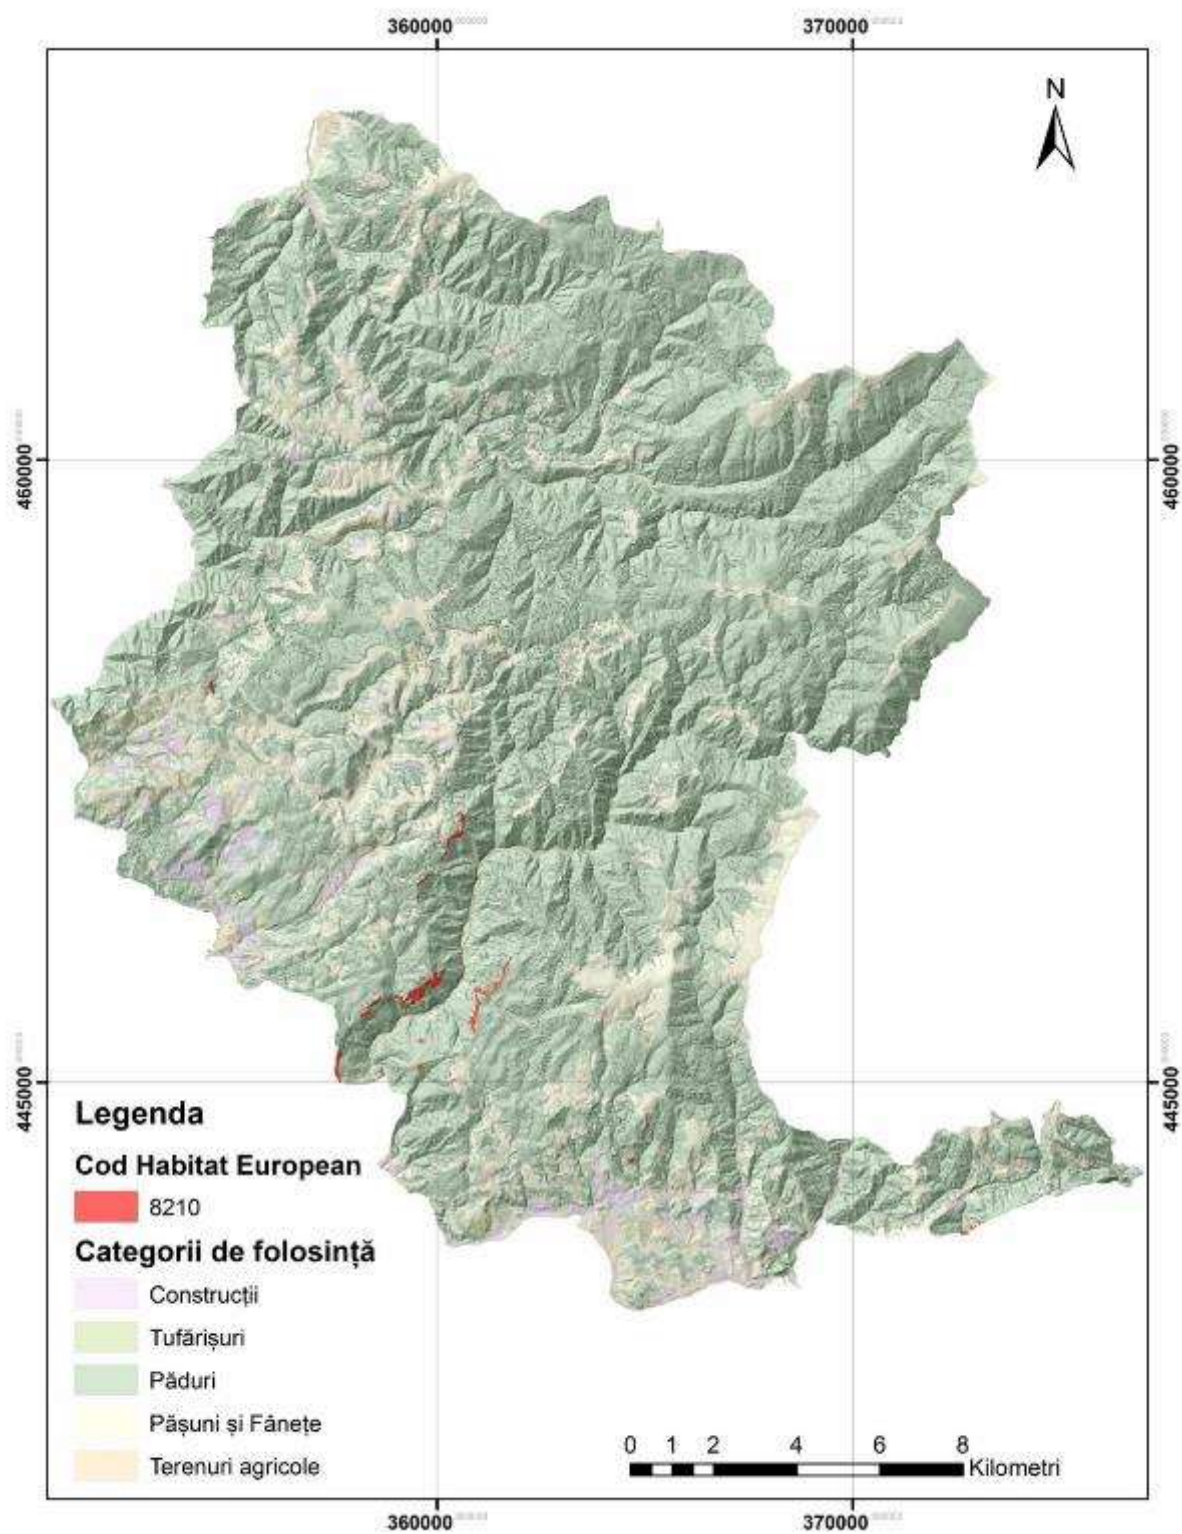 360000 370000
N
460000 460000
445000 445000
Legenda
Cod Habitat European
8210
Categorii de folosință
Construcții
Tufărișuri
Păduri
Pășuni și Fânețe
Terenuri agricole
0 1 2 4 6 8
Kilometri
360000 370000